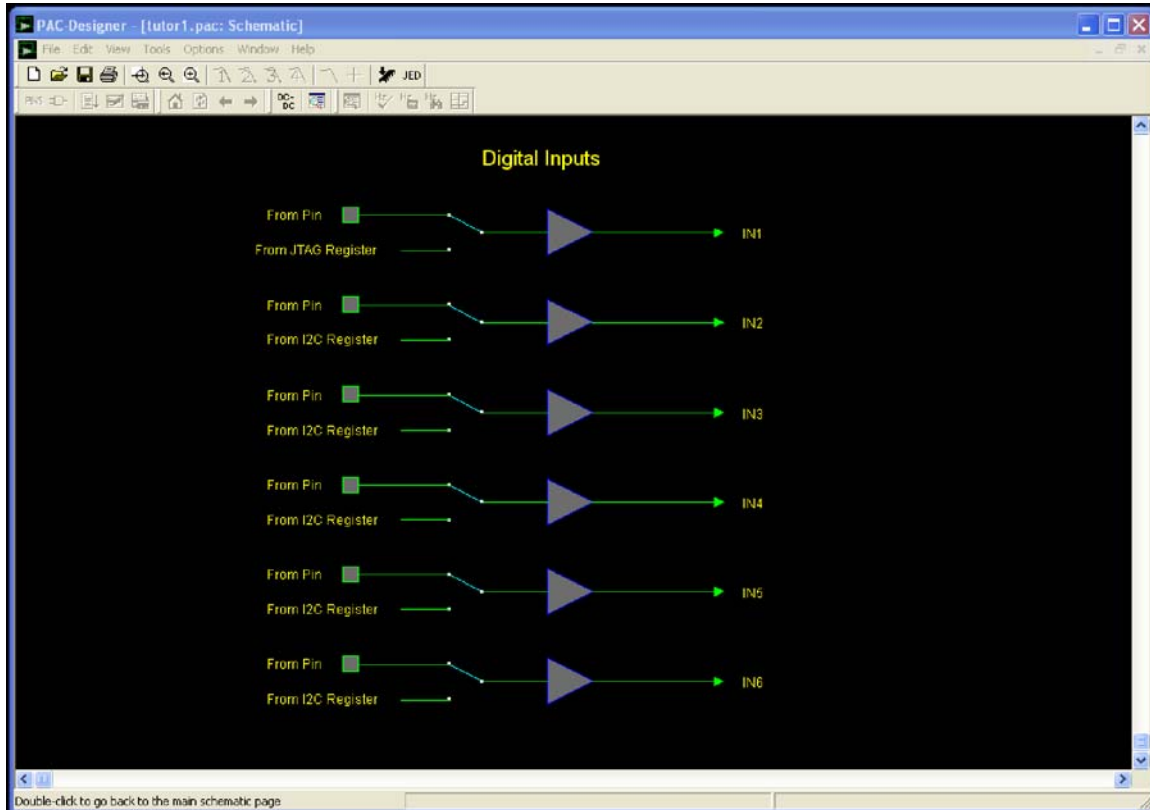 PAC-Designer - [tutor1.pac: Schematic]
File Edit View Tools Options Window Help
JED
PINS DC-DC
Digital Inputs
From Pin
IN1
From JTAG Register
From Pin
IN2
From I2C Register
From Pin
IN3
From I2C Register
From Pin
IN4
From I2C Register
From Pin
IN5
From I2C Register
From Pin
IN6
From I2C Register
Double-click to go back to the main schematic page